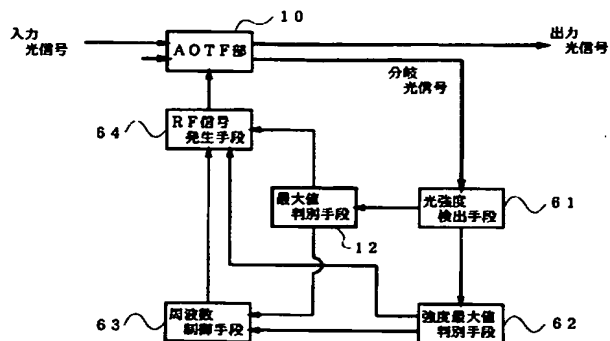 10
入力
光信号
AOTF部
出力
光信号
分岐
光信号
64
RF信号
発生手段
最大値
判別手段
12
光強度
検出手段
61
63
周波数
制御手段
強度最大値
判別手段
62